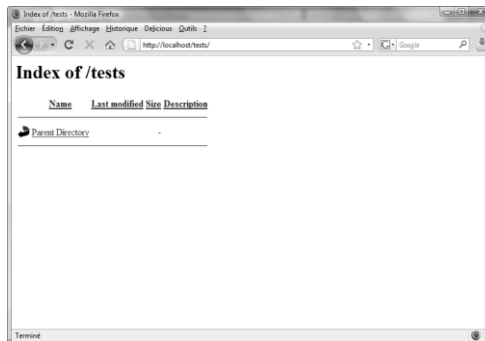 Index of /tests - Mozilla Firefox
Fichier Édition Affichage Historique Delicious Outils ?
http://localhost/tests/
Google
Index of /tests
Name Last modified Size Description
Parent Directory -
Terminé